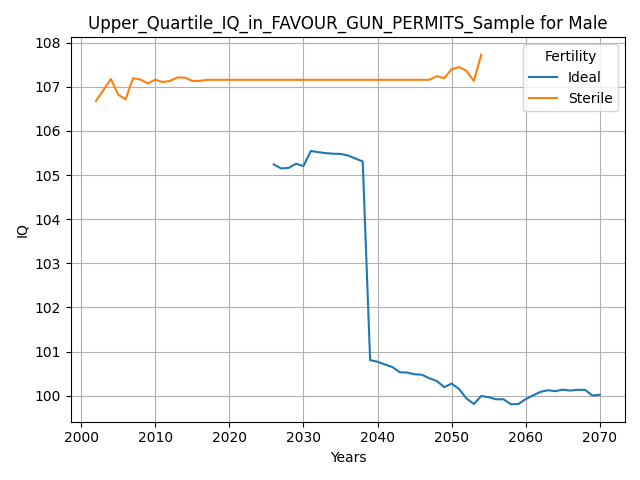 Upper_Quartile_IQ_in_FAVOUR_GUN_PERMITS_Sample for Male
108
107
106
105
104
103
102
101
100
IQ
Fertility
Ideal
Sterile
2000 2010 2020 2030 2040 2050 2060 2070
Years